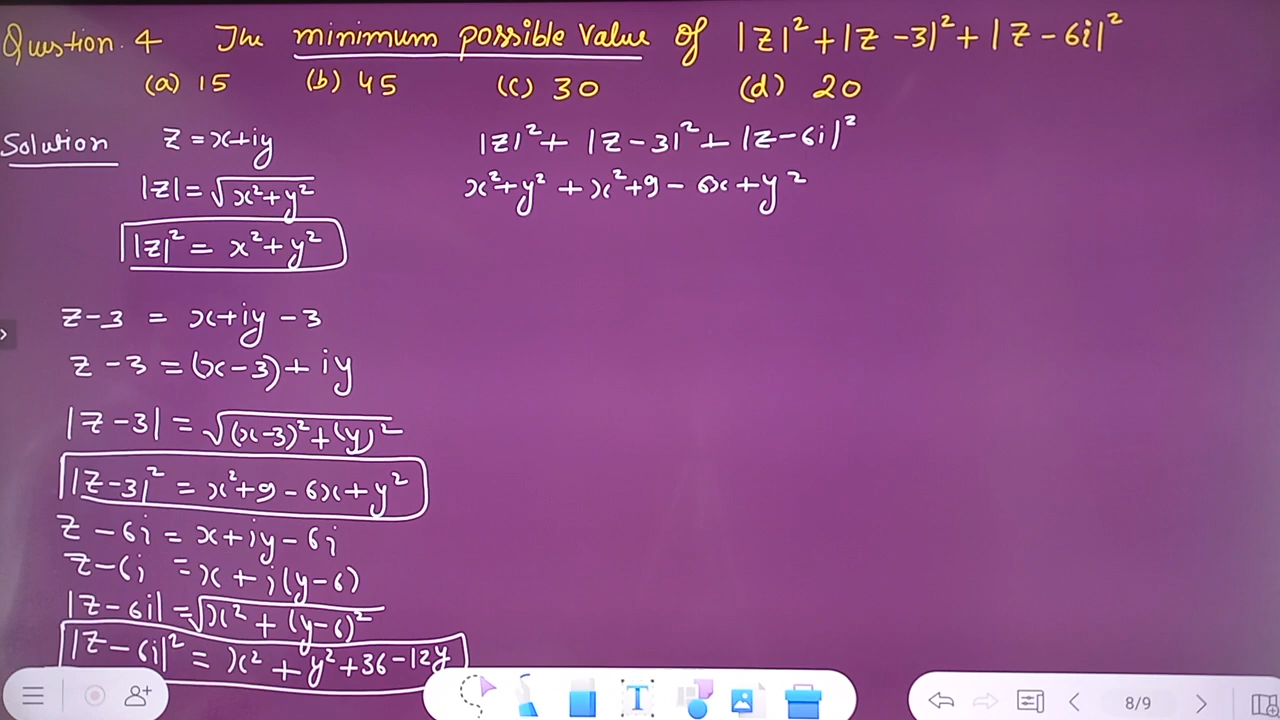 Question. 4 The minimum possible value of |z|² + |z - 3|² + |z - 6i|²
(a) 15 (b) 45 (c) 30 (d) 20
Solution z = x+iy
|z| = √x²+y²
|z|² = x² + y²
z-3 = x+iy - 3
z - 3 = (x-3) + iy
|z - 3| = √(x-3)² + (y)²
|z-3|² = x²+9 - 6x + y²
z - 6i = x+iy-6i
z-6i = x + i(y-6)
|z-6i| = √x² + (y-6)²
|z - 6i|² = x² + y² + 36 - 12y
|z|² + |z - 3|² + |z - 6i|²
x²+y² + x²+9 - 6x + y²
T
8/9